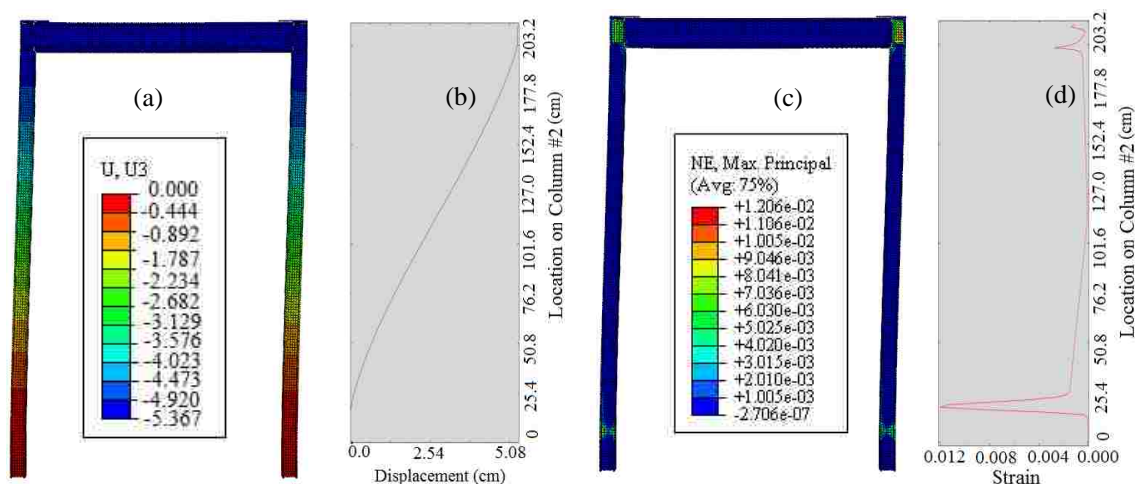 (a)
U, U3
0.000
-0.444
-0.892
-1.787
-2.234
-2.682
-3.129
-3.576
-4.023
-4.473
-4.920
-5.367
(b)
203.2
177.8
152.4
127.0
101.6
76.2
50.8
25.4
0
Location on Column #2 (cm)
0.0 2.54 5.08
Displacement (cm)
(c)
NE, Max. Principal
(Avg: 75%)
+1.206e-02
+1.106e-02
+1.005e-02
+9.046e-03
+8.041e-03
+7.036e-03
+6.030e-03
+5.025e-03
+4.020e-03
+3.015e-03
+2.010e-03
+1.005e-03
-2.706e-07
(d)
203.2
177.8
152.4
127.0
101.6
76.2
50.8
25.4
0
Location on Column #2 (cm)
0.012 0.008 0.004 0.000
Strain